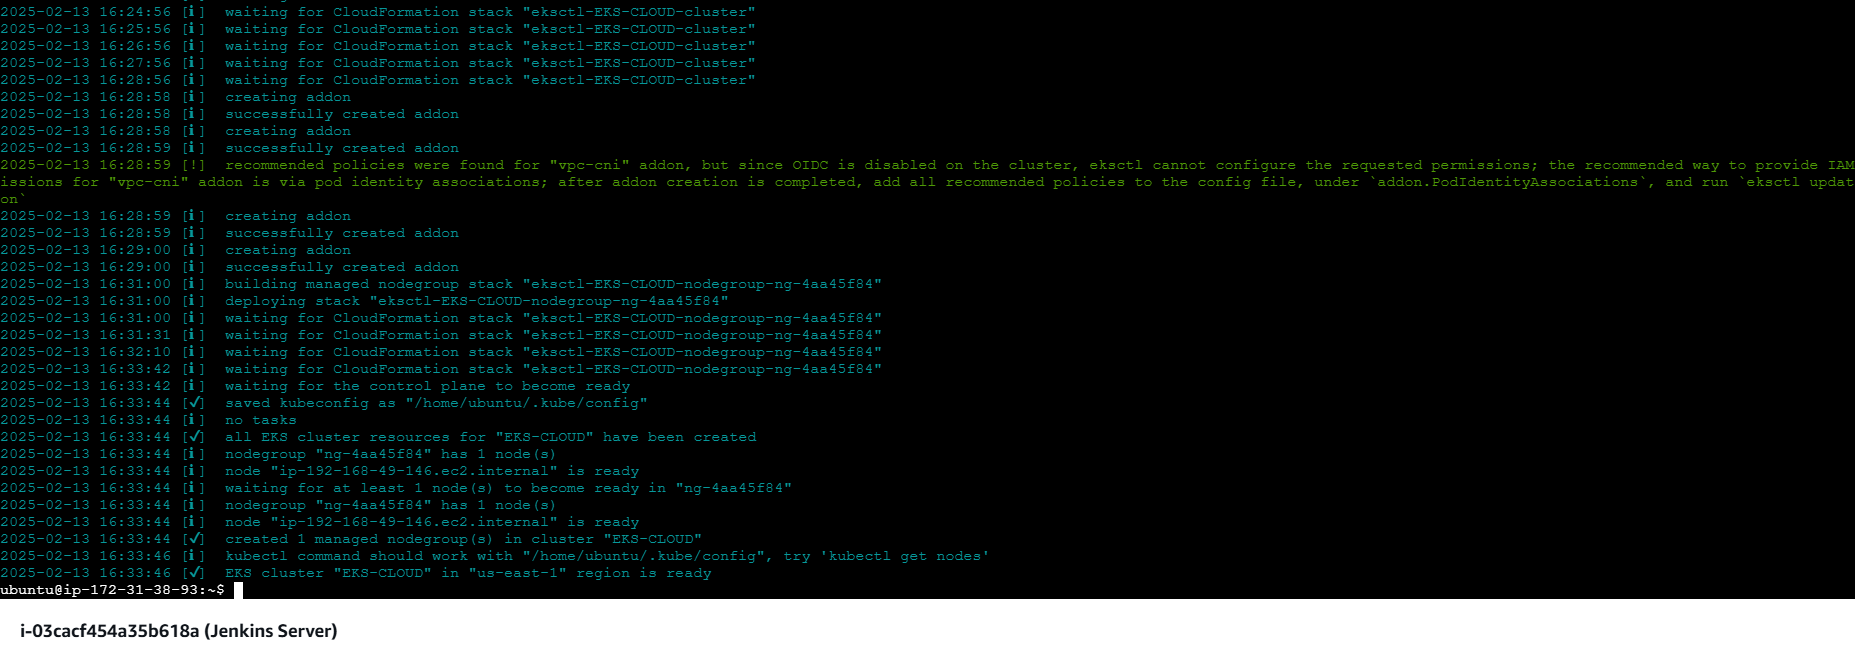 2025-02-13 16:24:56 [ℹ]  waiting for CloudFormation stack "eksctl-EKS-CLOUD-cluster"
2025-02-13 16:25:56 [ℹ]  waiting for CloudFormation stack "eksctl-EKS-CLOUD-cluster"
2025-02-13 16:26:56 [ℹ]  waiting for CloudFormation stack "eksctl-EKS-CLOUD-cluster"
2025-02-13 16:27:56 [ℹ]  waiting for CloudFormation stack "eksctl-EKS-CLOUD-cluster"
2025-02-13 16:28:56 [ℹ]  waiting for CloudFormation stack "eksctl-EKS-CLOUD-cluster"
2025-02-13 16:28:58 [ℹ]  creating addon
2025-02-13 16:28:58 [ℹ]  successfully created addon
2025-02-13 16:28:58 [ℹ]  creating addon
2025-02-13 16:28:59 [ℹ]  successfully created addon
2025-02-13 16:28:59 [!]  recommended policies were found for "vpc-cni" addon, but since OIDC is disabled on the cluster, eksctl cannot configure the requested permissions; the recommended way to provide IAM
issions for "vpc-cni" addon is via pod identity associations; after addon creation is completed, add all recommended policies to the config file, under `addon.PodIdentityAssociations`, and run `eksctl updat
on`
2025-02-13 16:28:59 [ℹ]  creating addon
2025-02-13 16:28:59 [ℹ]  successfully created addon
2025-02-13 16:29:00 [ℹ]  creating addon
2025-02-13 16:29:00 [ℹ]  successfully created addon
2025-02-13 16:31:00 [ℹ]  building managed nodegroup stack "eksctl-EKS-CLOUD-nodegroup-ng-4aa45f84"
2025-02-13 16:31:00 [ℹ]  deploying stack "eksctl-EKS-CLOUD-nodegroup-ng-4aa45f84"
2025-02-13 16:31:00 [ℹ]  waiting for CloudFormation stack "eksctl-EKS-CLOUD-nodegroup-ng-4aa45f84"
2025-02-13 16:31:31 [ℹ]  waiting for CloudFormation stack "eksctl-EKS-CLOUD-nodegroup-ng-4aa45f84"
2025-02-13 16:32:10 [ℹ]  waiting for CloudFormation stack "eksctl-EKS-CLOUD-nodegroup-ng-4aa45f84"
2025-02-13 16:33:42 [ℹ]  waiting for CloudFormation stack "eksctl-EKS-CLOUD-nodegroup-ng-4aa45f84"
2025-02-13 16:33:42 [ℹ]  waiting for the control plane to become ready
2025-02-13 16:33:44 [✔]  saved kubeconfig as "/home/ubuntu/.kube/config"
2025-02-13 16:33:44 [ℹ]  no tasks
2025-02-13 16:33:44 [✔]  all EKS cluster resources for "EKS-CLOUD" have been created
2025-02-13 16:33:44 [ℹ]  nodegroup "ng-4aa45f84" has 1 node(s)
2025-02-13 16:33:44 [ℹ]  node "ip-192-168-49-146.ec2.internal" is ready
2025-02-13 16:33:44 [ℹ]  waiting for at least 1 node(s) to become ready in "ng-4aa45f84"
2025-02-13 16:33:44 [ℹ]  nodegroup "ng-4aa45f84" has 1 node(s)
2025-02-13 16:33:44 [ℹ]  node "ip-192-168-49-146.ec2.internal" is ready
2025-02-13 16:33:44 [✔]  created 1 managed nodegroup(s) in cluster "EKS-CLOUD"
2025-02-13 16:33:46 [ℹ]  kubectl command should work with "/home/ubuntu/.kube/config", try 'kubectl get nodes'
2025-02-13 16:33:46 [✔]  EKS cluster "EKS-CLOUD" in "us-east-1" region is ready
ubuntu@ip-172-31-38-93:~$
i-03cacf454a35b618a (Jenkins Server)